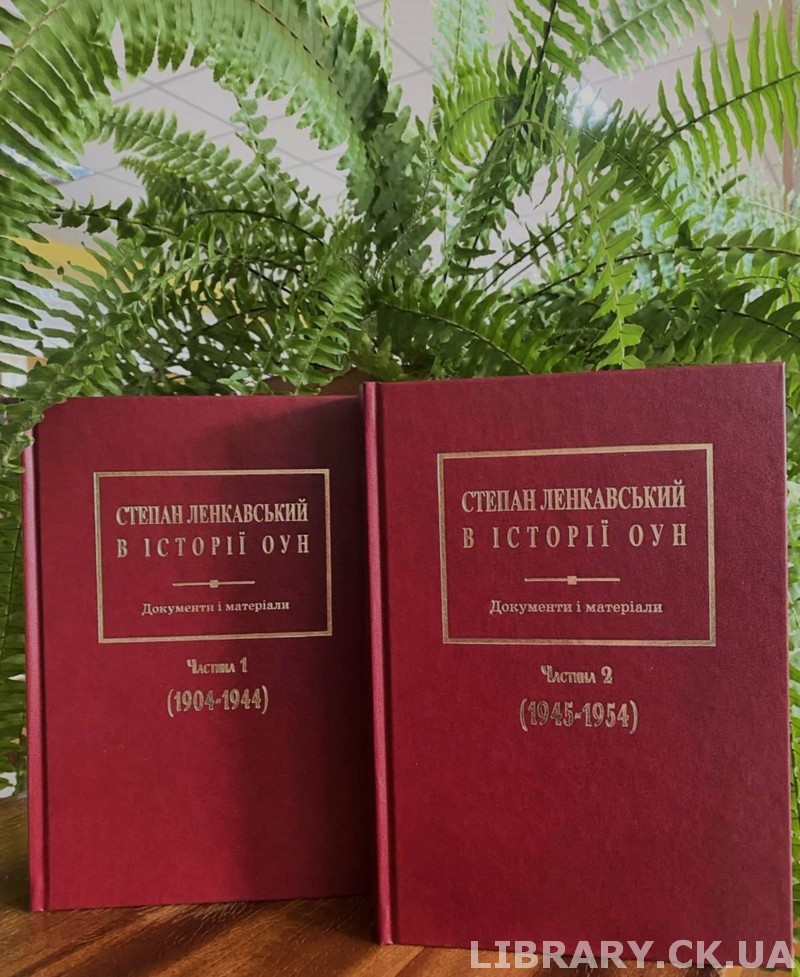 СТЕПАН ЛЕНКАВСЬКИЙ
В ІСТОРІЇ ОУН
Документи і матеріали
Частина 1
(1904-1944)
СТЕПАН ЛЕНКАВСЬКИЙ
В ІСТОРІЇ ОУН
Документи і матеріали
Частина 2
(1945-1954)
LIBRARY.CK.UA